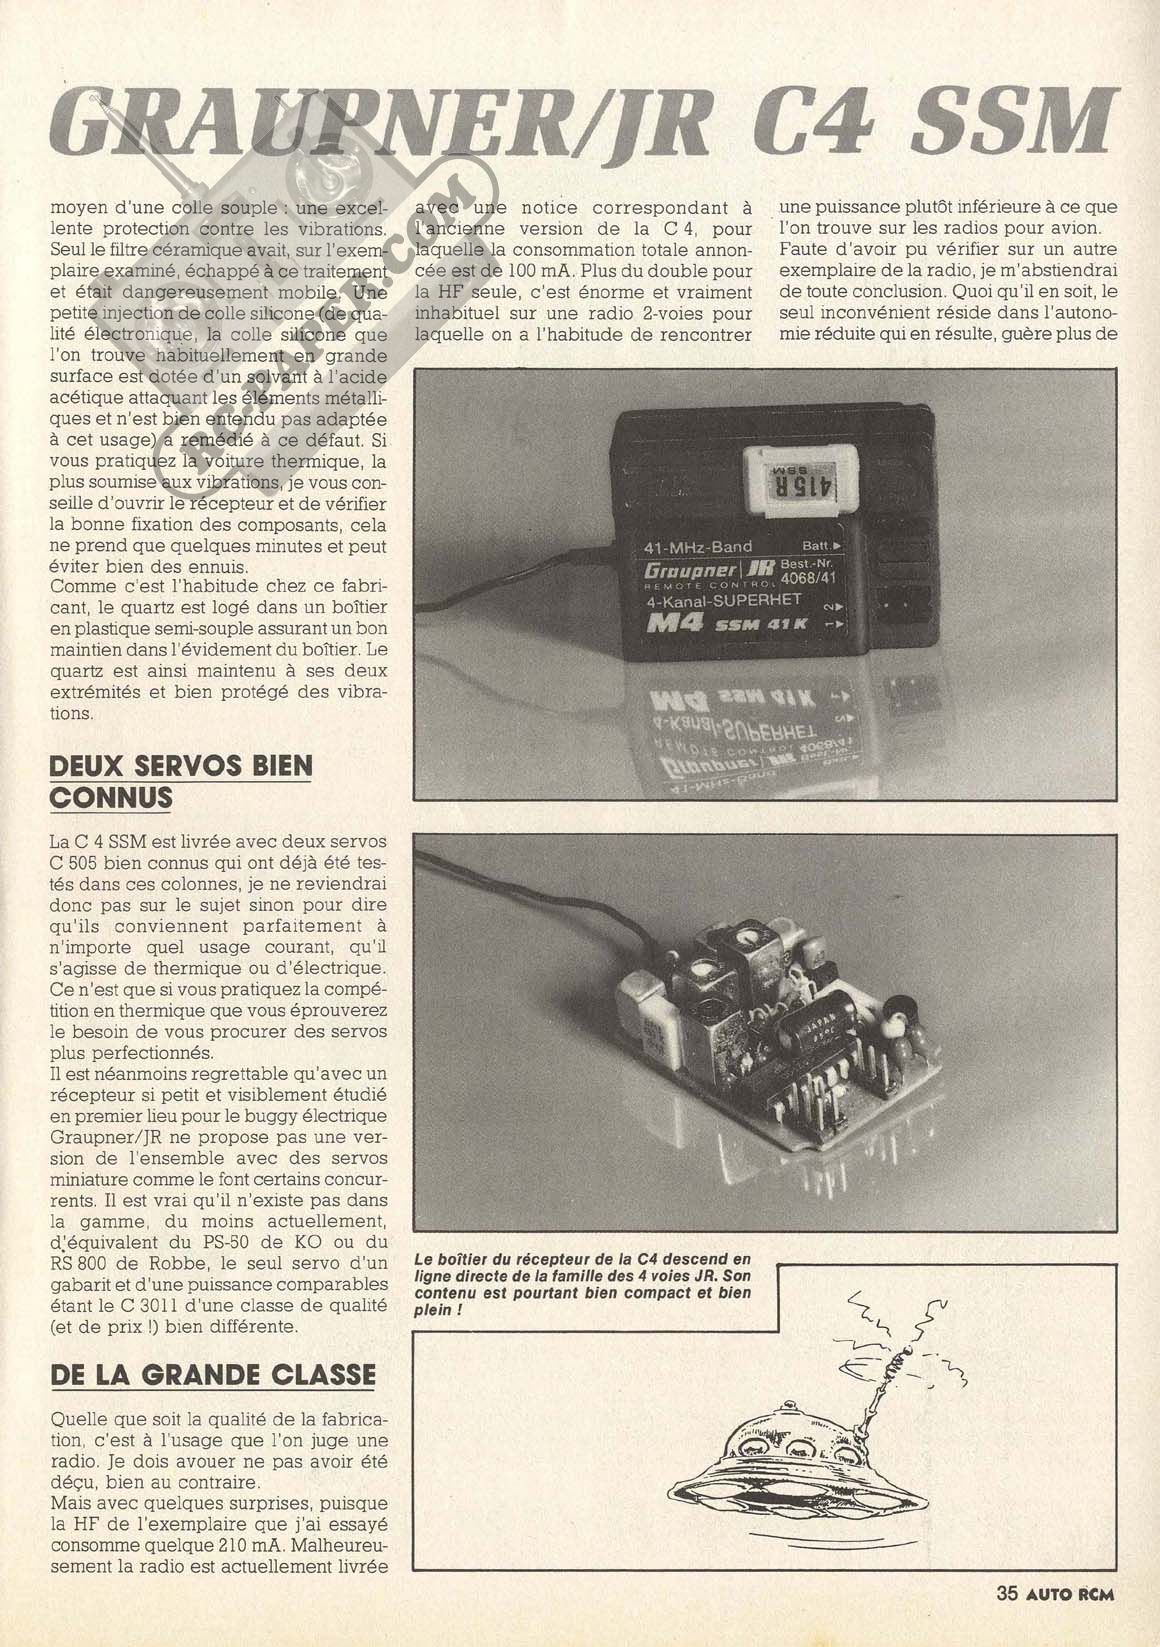 GRAUPNER/JR C4 SSM
moyen d'une colle souple : une excel-
lente protection contre les vibrations.
Seul le filtre céramique avait, sur l'exem-
plaire examiné, échappé à ce traitement
et était dangereusement mobile. Une
petite injection de colle silicone (de qua-
lité électronique, la colle silicone que
l'on trouve habituellement en grande
surface est dotée d'un solvant à l'acide
acétique attaquant les éléments métalli-
ques et n'est bien entendu pas adaptée
à cet usage) a remédié à ce défaut. Si
vous pratiquez la voiture thermique, la
plus soumise aux vibrations, je vous con-
seille d'ouvrir le récepteur et de vérifier
la bonne fixation des composants, cela
ne prend que quelques minutes et peut
éviter bien des ennuis.
Comme c'est l'habitude chez ce fabri-
cant, le quartz est logé dans un boîtier
en plastique semi-souple assurant un bon
maintien dans l'évidement du boîtier. Le
quartz est ainsi maintenu à ses deux
extrémités et bien protégé des vibra-
tions.
DEUX SERVOS BIEN
CONNUS
La C 4 SSM est livrée avec deux servos
C 505 bien connus qui ont déjà été tes-
tés dans ces colonnes, je ne reviendrai
donc pas sur le sujet sinon pour dire
qu'ils conviennent parfaitement à
n'importe quel usage courant, qu'il
s'agisse de thermique ou d'électrique.
Ce n'est que si vous pratiquez la compé-
tition en thermique que vous éprouverez
le besoin de vous procurer des servos
plus perfectionnés.
Il est néanmoins regrettable qu'avec un
récepteur si petit et visiblement étudié
en premier lieu pour le buggy électrique
Graupner/JR ne propose pas une ver-
sion de l'ensemble avec des servos
miniature comme le font certains concur-
rents. Il est vrai qu'il n'existe pas dans
la gamme, du moins actuellement,
d'équivalent du PS-50 de KO ou du
RS 800 de Robbe, le seul servo d'un
gabarit et d'une puissance comparables
étant le C 3011 d'une classe de qualité
(et de prix !) bien différente.
DE LA GRANDE CLASSE
Quelle que soit la qualité de la fabrica-
tion, c'est à l'usage que l'on juge une
radio. Je dois avouer ne pas avoir été
déçu, bien au contraire.
Mais avec quelques surprises, puisque
la HF de l'exemplaire que j'ai essayé
consomme quelque 210 mA. Malheureu-
sement la radio est actuellement livrée
avec une notice correspondant à
l'ancienne version de la C 4, pour
laquelle la consommation totale annon-
cée est de 100 mA. Plus du double pour
la HF seule, c'est énorme et vraiment
inhabituel sur une radio 2-voies pour
laquelle on a l'habitude de rencontrer
une puissance plutôt inférieure à ce que
l'on trouve sur les radios pour avion.
Faute d'avoir pu vérifier sur un autre
exemplaire de la radio, je m'abstiendrai
de toute conclusion. Quoi qu'il en soit, le
seul inconvénient réside dans l'autono-
mie réduite qui en résulte, guère plus de
415R
SSM
41-MHz-Band Batt.
Graupner JR Best.-Nr.
REMOTE CONTROL 4068/41
4-Kanal-SUPERHET 2
M4 SSM 41 K 1
JAPAN
Le boîtier du récepteur de la C4 descend en
ligne directe de la famille des 4 voies JR. Son
contenu est pourtant bien compact et bien
plein !
35 AUTO RCM
RC-PAPER.COM